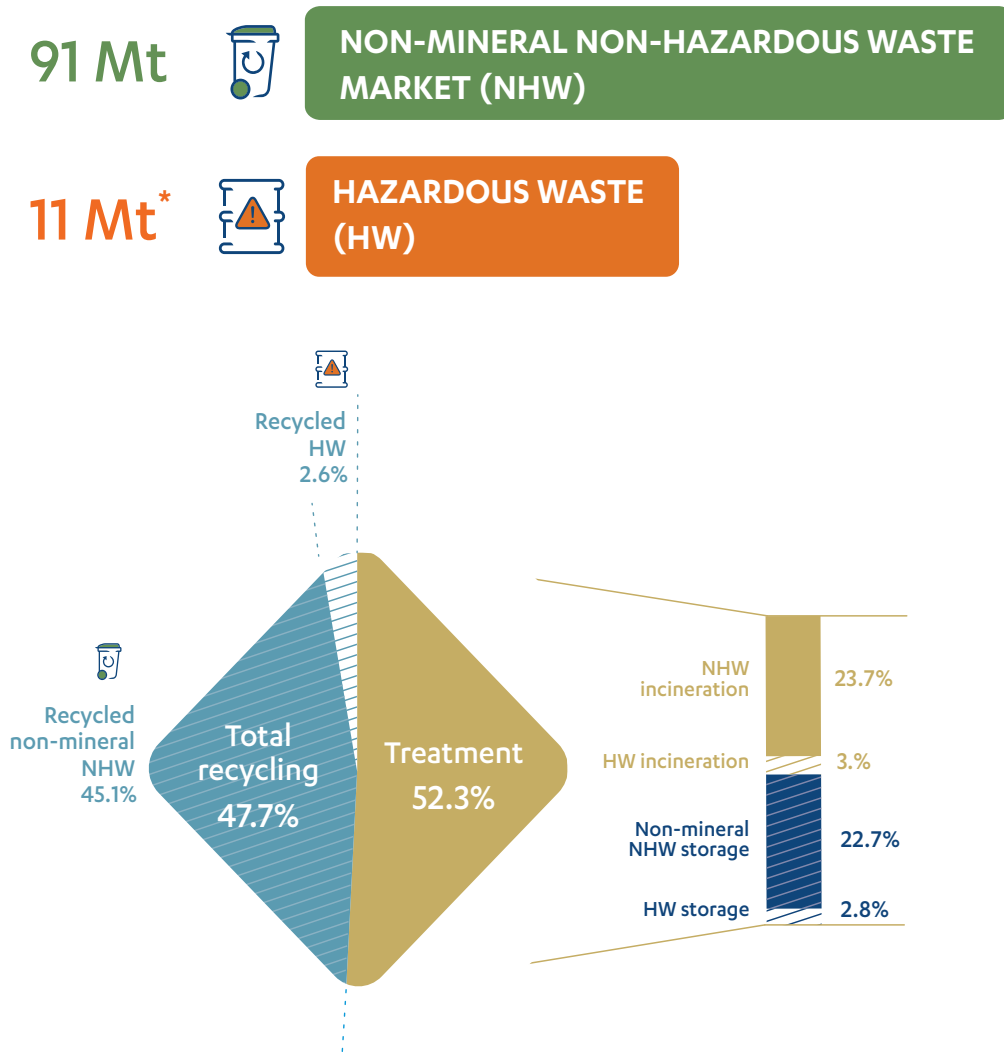 91 Mt
NON-MINERAL NON-HAZARDOUS WASTE
MARKET (NHW)
11 Mt*
HAZARDOUS WASTE
(HW)
Recycled
HW
2.6%
Recycled
non-mineral
NHW
45.1%
Total
recycling
47.7%
Treatment
52.3%
NHW
incineration
23.7%
HW incineration
3.%
Non-mineral
NHW storage
22.7%
HW storage
2.8%